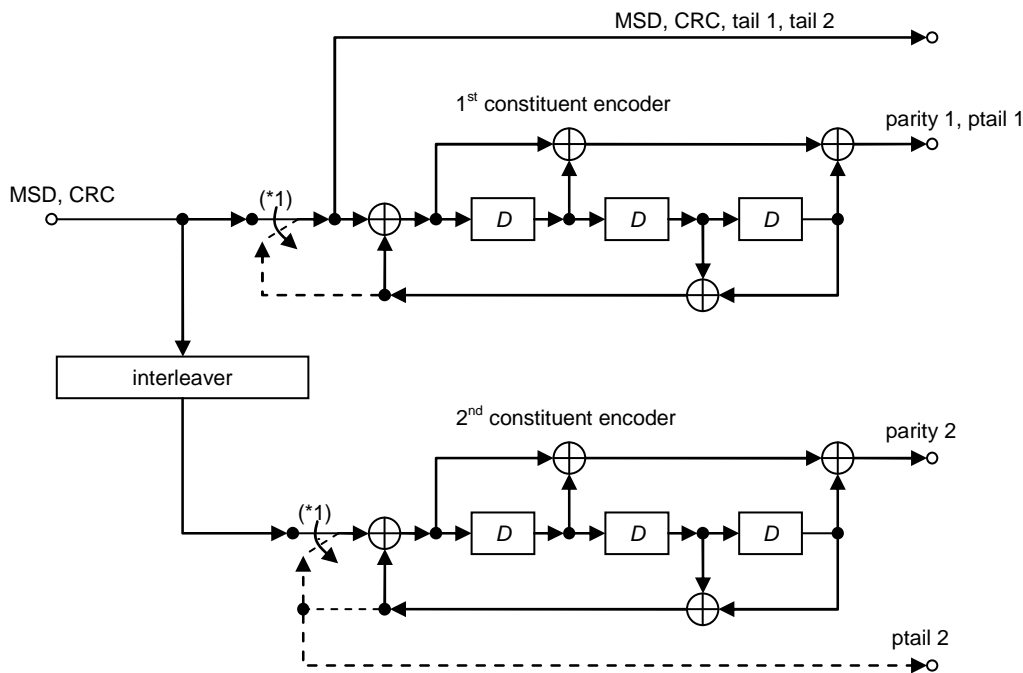 MSD, CRC, tail 1, tail 2
1st constituent encoder
parity 1, ptail 1
MSD, CRC
(*1)
D
D
D
interleaver
2nd constituent encoder
parity 2
(*1)
D
D
D
ptail 2